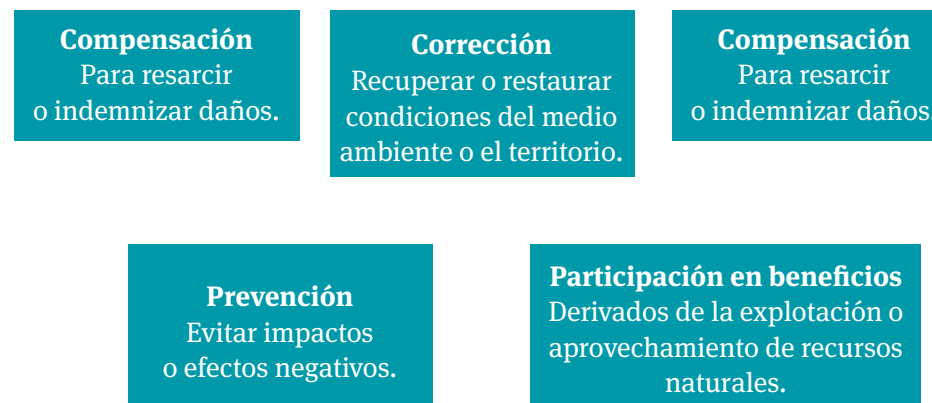 Compensación
Para resarcir
o indemnizar daños.
Corrección
Recuperar o restaurar
condiciones del medio
ambiente o el territorio.
Compensación
Para resarcir
o indemnizar daños.
Prevención
Evitar impactos
o efectos negativos.
Participación en beneficios
Derivados de la explotación o
aprovechamiento de recursos
naturales.